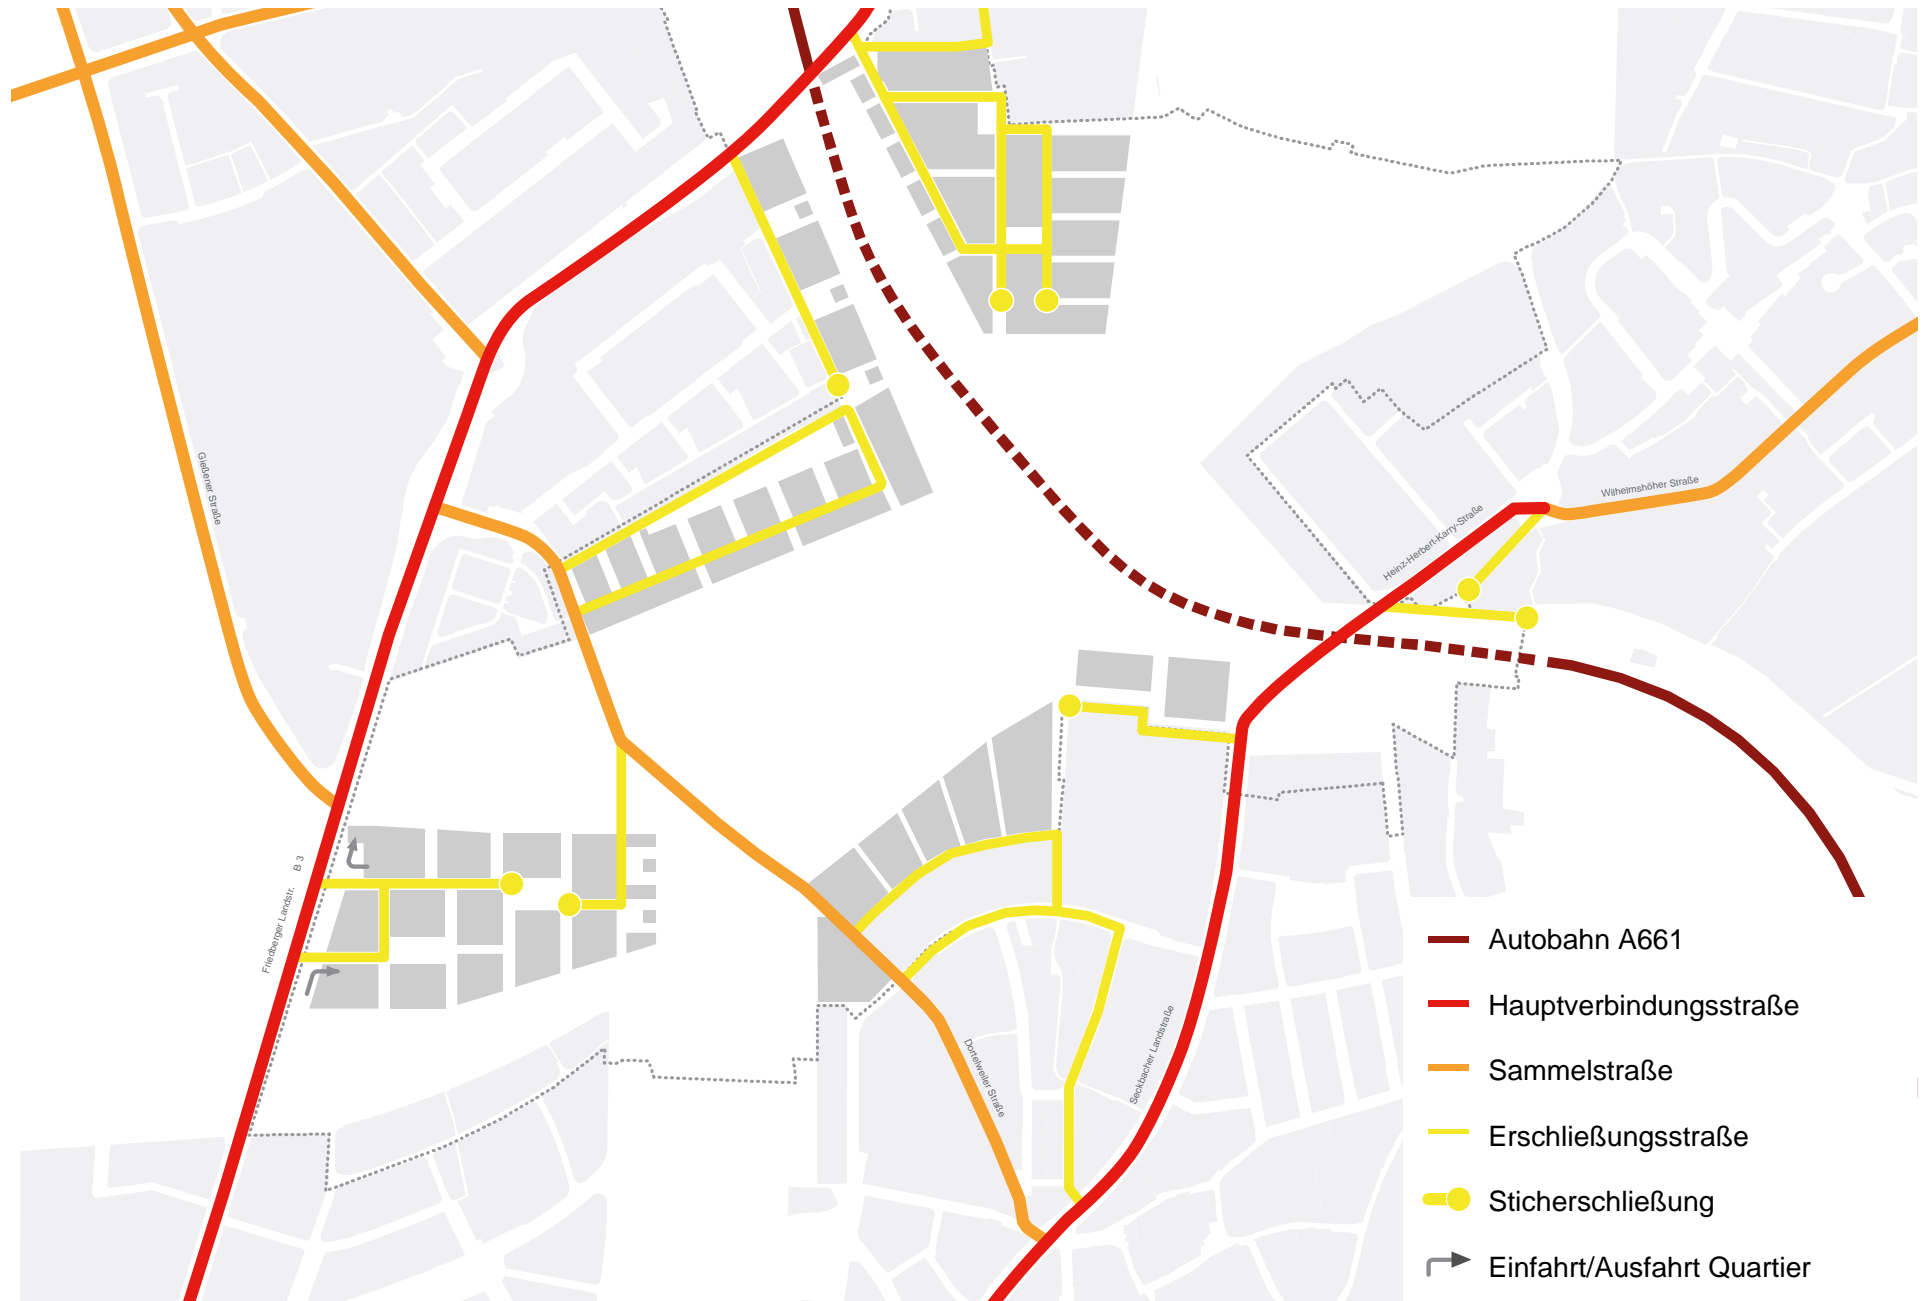 Gießener Straße
Wilhelmshöher Straße
Heinz-Herbert-Karry-Straße
Friedberger Landstr. B 3
Dortelweiler Straße
Seckbacher Landstraße
Autobahn A661
Hauptverbindungsstraße
Sammelstraße
Erschließungsstraße
Sticherschließung
Einfahrt/Ausfahrt Quartier